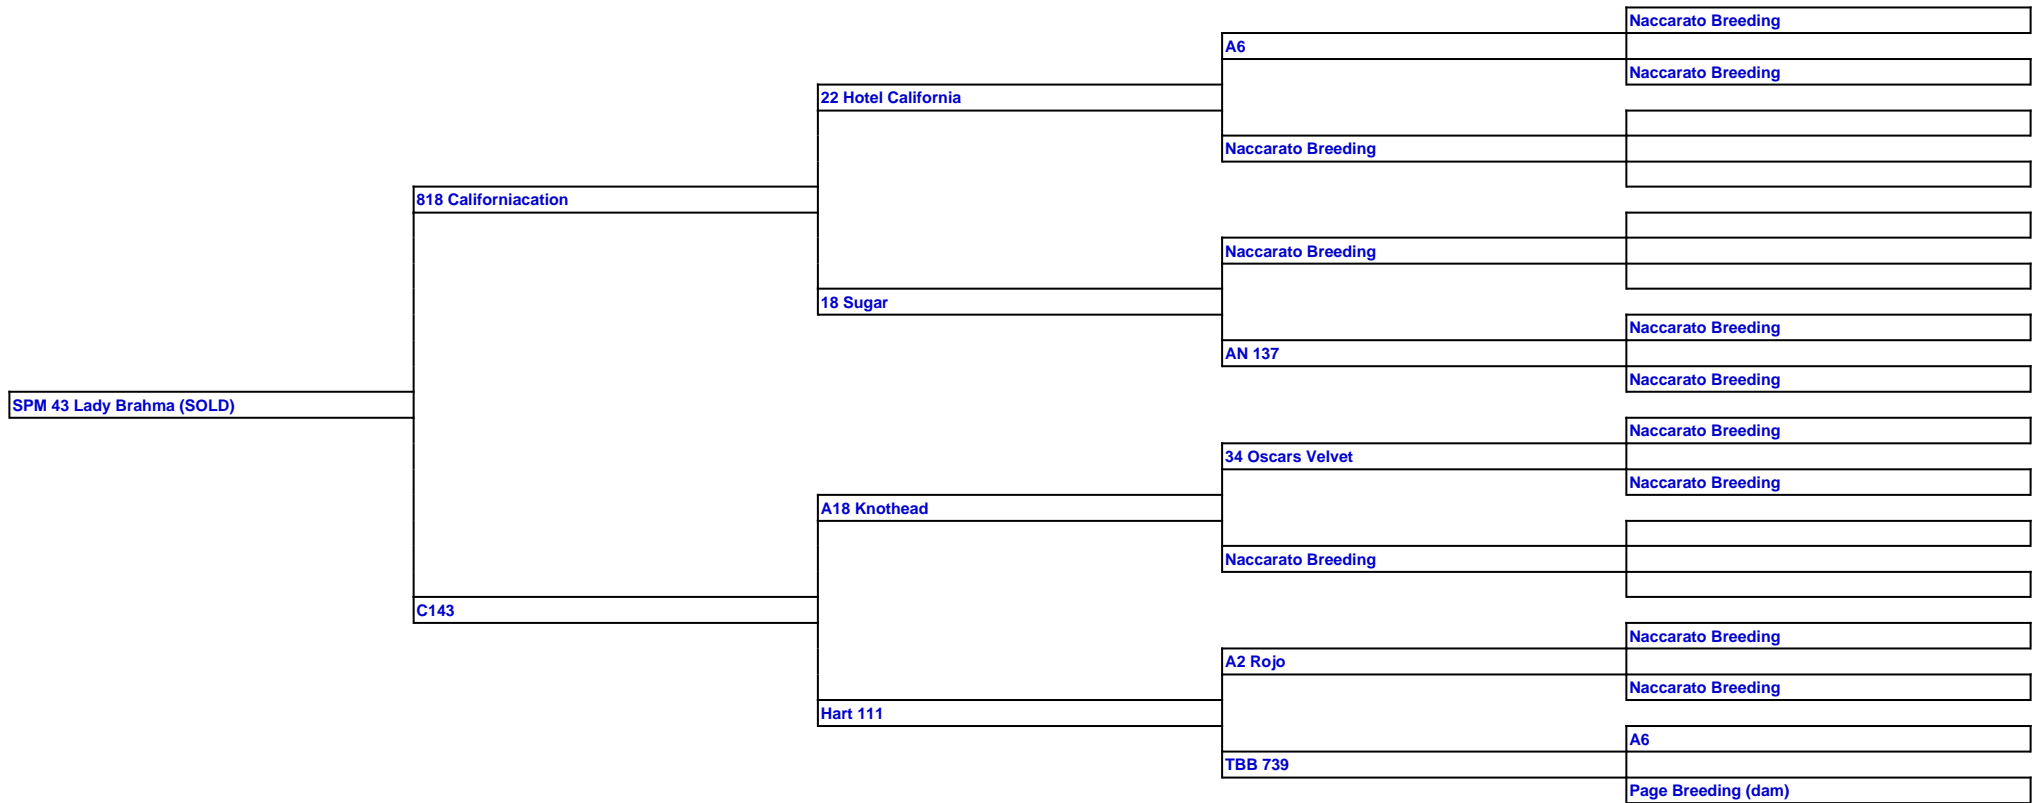 Naccarato Breeding
A6
Naccarato Breeding
22 Hotel California
Naccarato Breeding
818 Californiacation
Naccarato Breeding
18 Sugar
Naccarato Breeding
AN 137
Naccarato Breeding
SPM 43 Lady Brahma (SOLD)
Naccarato Breeding
34 Oscars Velvet
Naccarato Breeding
A18 Knothead
Naccarato Breeding
C143
Naccarato Breeding
A2 Rojo
Naccarato Breeding
Hart 111
A6
TBB 739
Page Breeding (dam)